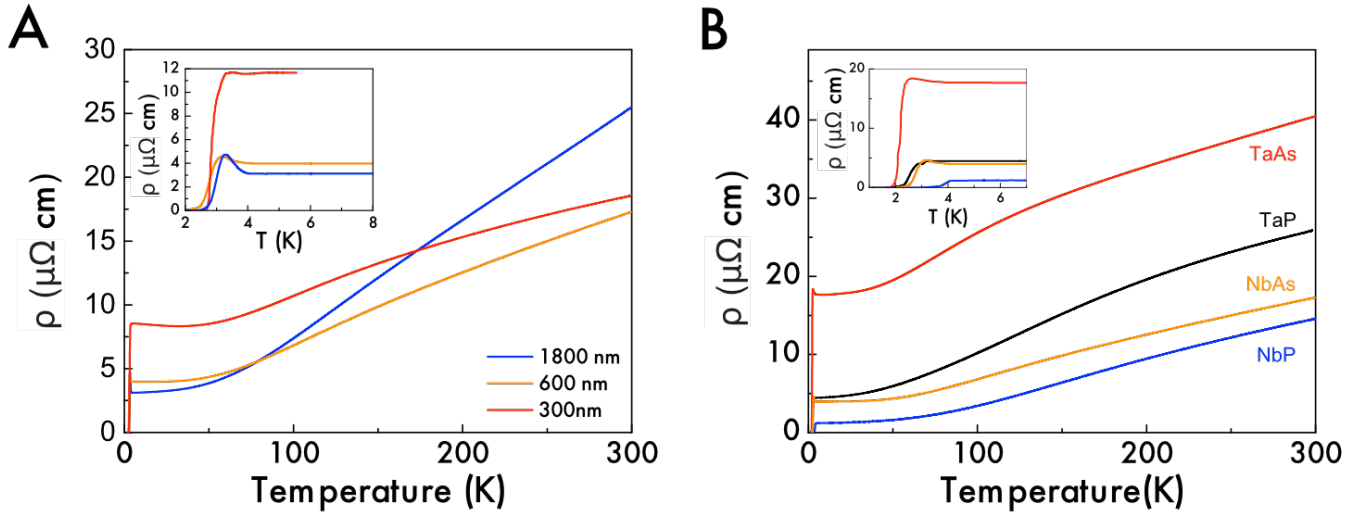 A
30
25
20
15
10
5
0
ρ (μΩ cm)
0 100 200 300
Temperature (K)
12
10
8
6
4
2
0
ρ (μΩ cm)
2 4 6 8
T (K)
1800 nm
600 nm
300nm
B
40
30
20
10
0
ρ (μΩ cm)
0 100 200 300
Temperature(K)
20
10
0
ρ (μΩ cm)
2 4 6
T (K)
TaAs
TaP
NbAs
NbP